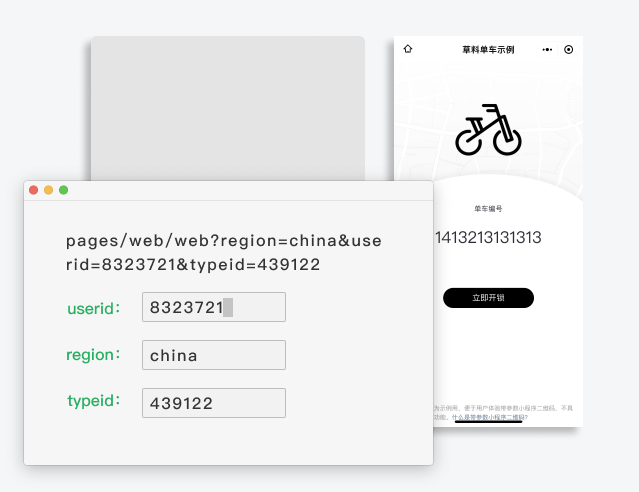 草料单车示例
单车编号
1413213131313
立即开锁
为示例用，便于用户体验带参数小程序二维码，不具
功能。什么是带参数小程序二维码?
pages/web/web?region=china&use
rid=8323721&typeid=439122
userid: 8323721
region: china
typeid: 439122